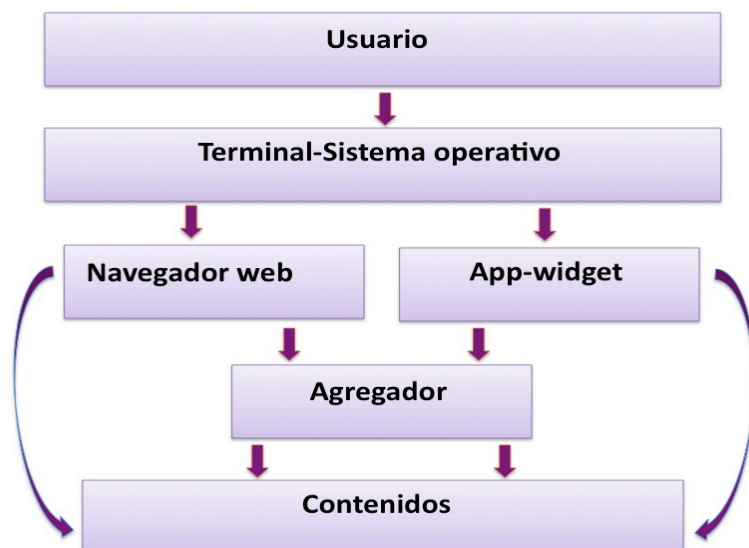 Usuario
Terminal-Sistema operativo
Navegador web
App-widget
Agregador
Contenidos